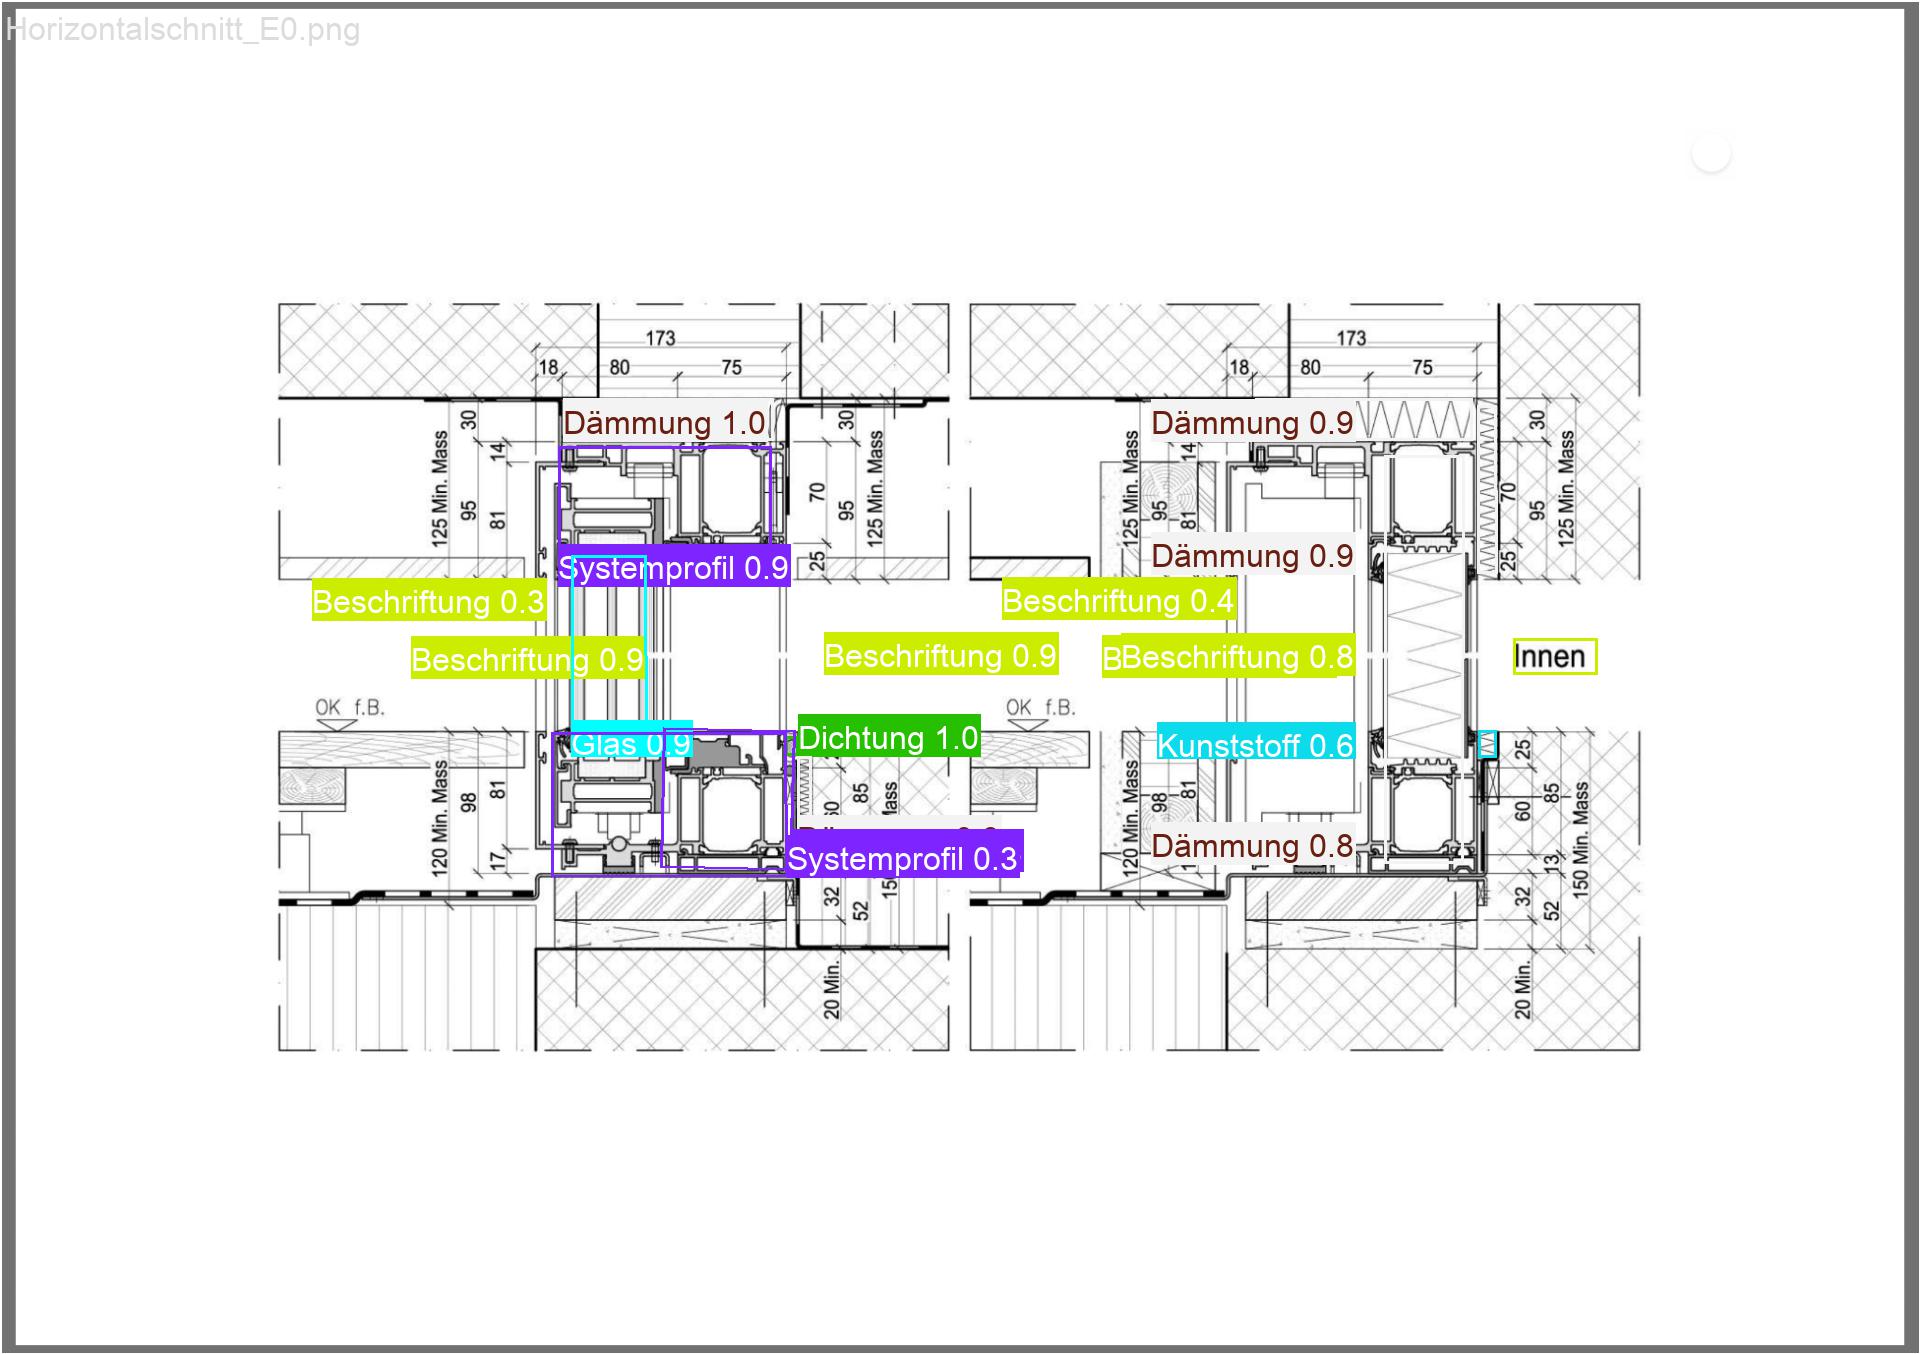 Horizontalschnitt_E0.png
173
173
18
80
75
18
80
75
Dämmung 1.0
Dämmung 0.9
30
14
125 Min. Mass
95
81
30
70
95
125 Min. Mass
25
14
125 Min. Mass
95
81
30
70
95
125 Min. Mass
25
Systemprofil 0.9
Dämmung 0.9
Beschriftung 0.3
Beschriftung 0.4
Beschriftung 0.9
Beschriftung 0.9
Beschriftung 0.8
Innen
OK f.B.
OK f.B.
Glas 0.9
Dichtung 1.0
Kunststoff 0.6
120 Min. Mass
98
81
17
60
85
120 Min. Mass
98
81
25
60
85
13
150 Min. Mass
Dämmung 0.8
Systemprofil 0.3
32
52
32
52
20 Min.
20 Min.